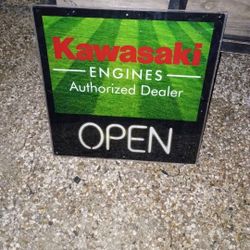 Kawasaki
ENGINES
Authorized Dealer
OPEN